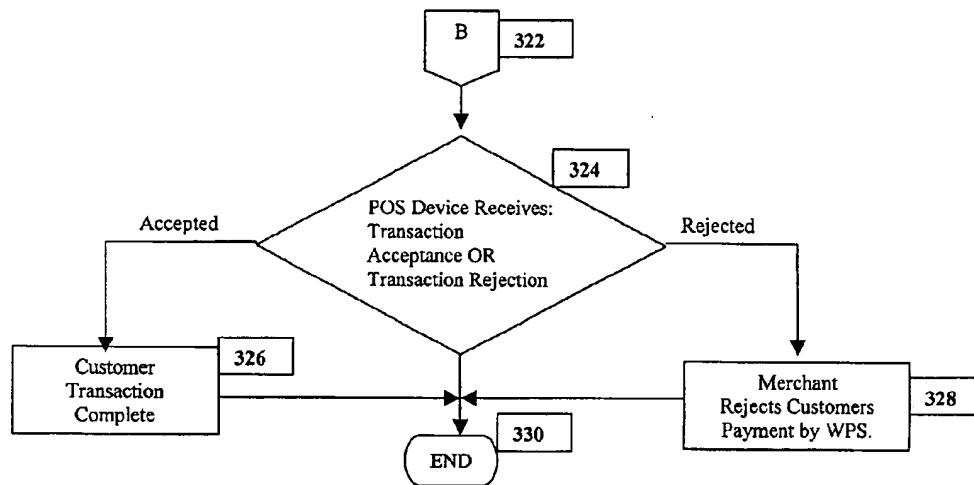 B
322
324
POS Device Receives:
Transaction
Acceptance OR
Transaction Rejection
Accepted
Rejected
Customer
Transaction
Complete
326
Merchant
Rejects Customers
Payment by WPS.
328
330
END